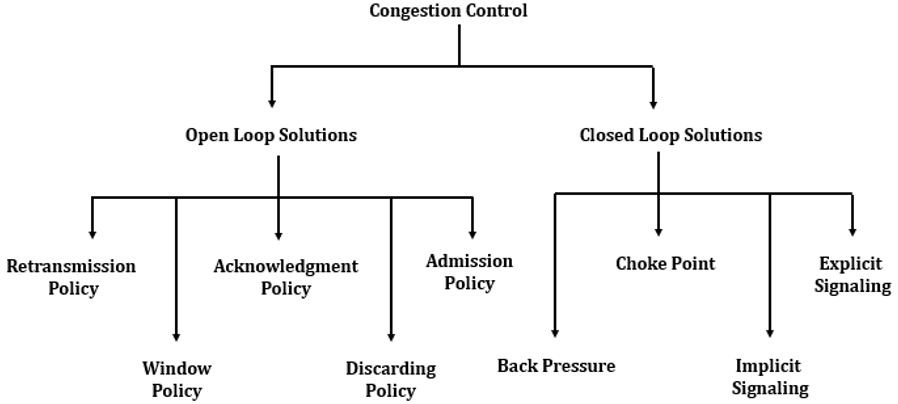 Congestion Control
Open Loop Solutions
Closed Loop Solutions
Retransmission
Policy
Acknowledgment
Policy
Admission
Policy
Choke Point
Explicit
Signaling
Window
Policy
Discarding
Policy
Back Pressure
Implicit
Signaling